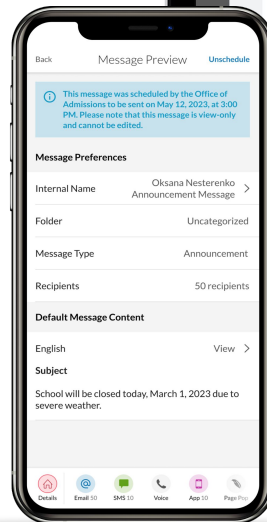 Back Message Preview Unschedule
This message was scheduled by the Office of
Admissions to be sent on May 12, 2023, at 3:00
PM. Please note that this message is view-only
and cannot be edited.
Message Preferences
Internal Name Oksana Nesterenko
Announcement Message
Folder Uncategorized
Message Type Announcement
Recipients 50 recipients
Default Message Content
English View
Subject
School will be closed today, March 1, 2023 due to
severe weather.
Details Email 50 SMS 10 Voice App 10 Page Pop